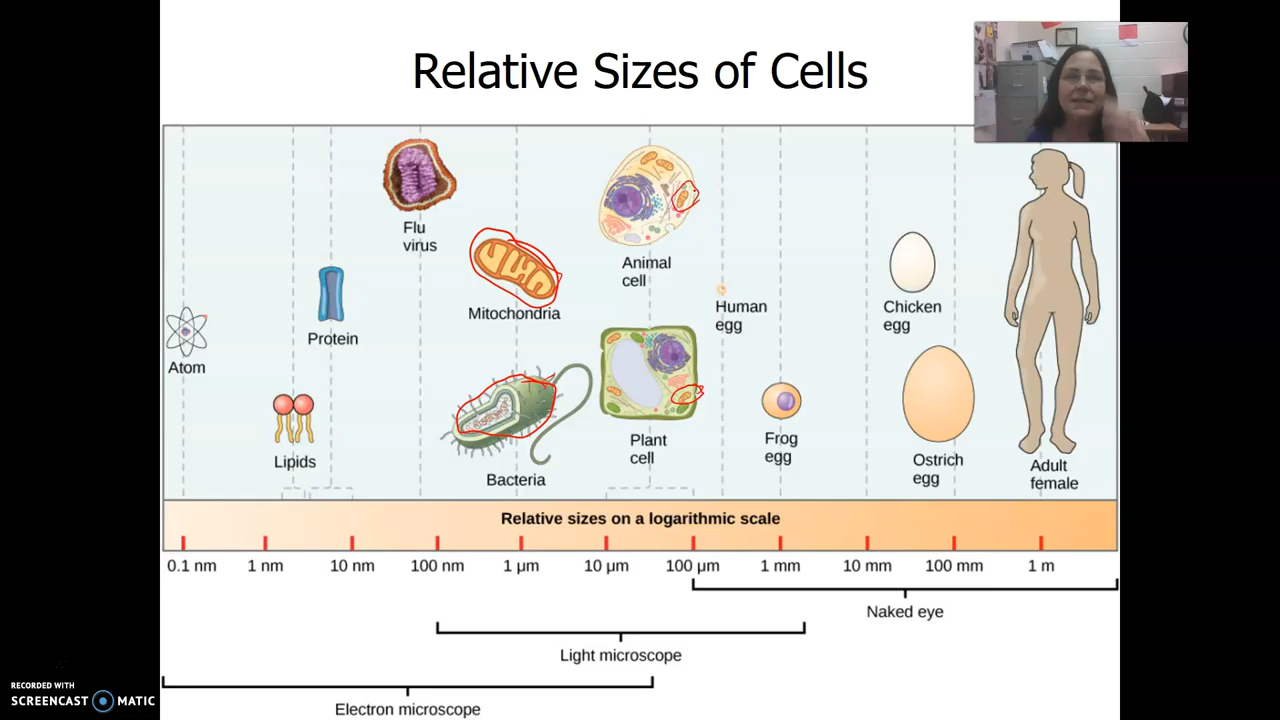 Relative Sizes of Cells
Flu
virus
Animal
cell
Mitochondria
Human
egg
Chicken
egg
Protein
Atom
Lipids
Bacteria
Plant
cell
Frog
egg
Ostrich
egg
Adult
female
Relative sizes on a logarithmic scale
0.1 nm 1 nm 10 nm 100 nm 1 µm 10 µm 100 µm 1 mm 10 mm 100 mm 1 m
Naked eye
Light microscope
Electron microscope
RECORDED WITH
SCREENCAST MATIC